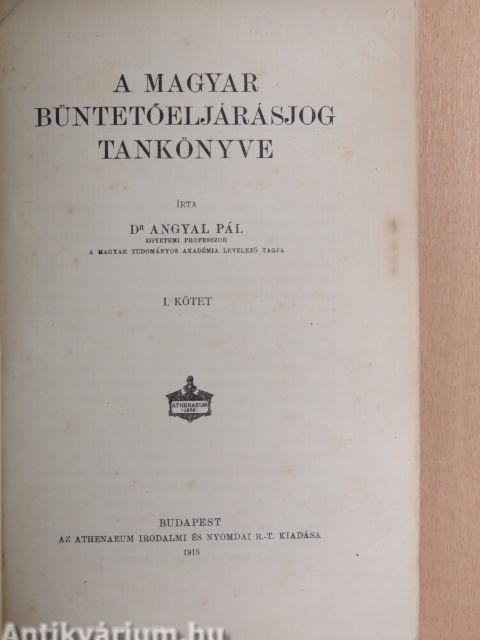 A MAGYAR
BÜNTETŐELJÁRÁSJOG
TANKÖNYVE
ÍRTA
DR ANGYAL PÁL
EGYETEMI PROFESSZOR
A MAGYAR TUDOMÁNYOS AKADÉMIA LEVELEZŐ TAGJA
I. KÖTET
ATHENAEUM
BUDAPEST
AZ ATHENAEUM IRODALMI ÉS NYOMDAI R.-T. KIADÁSA
1915
Antikvárium.hu